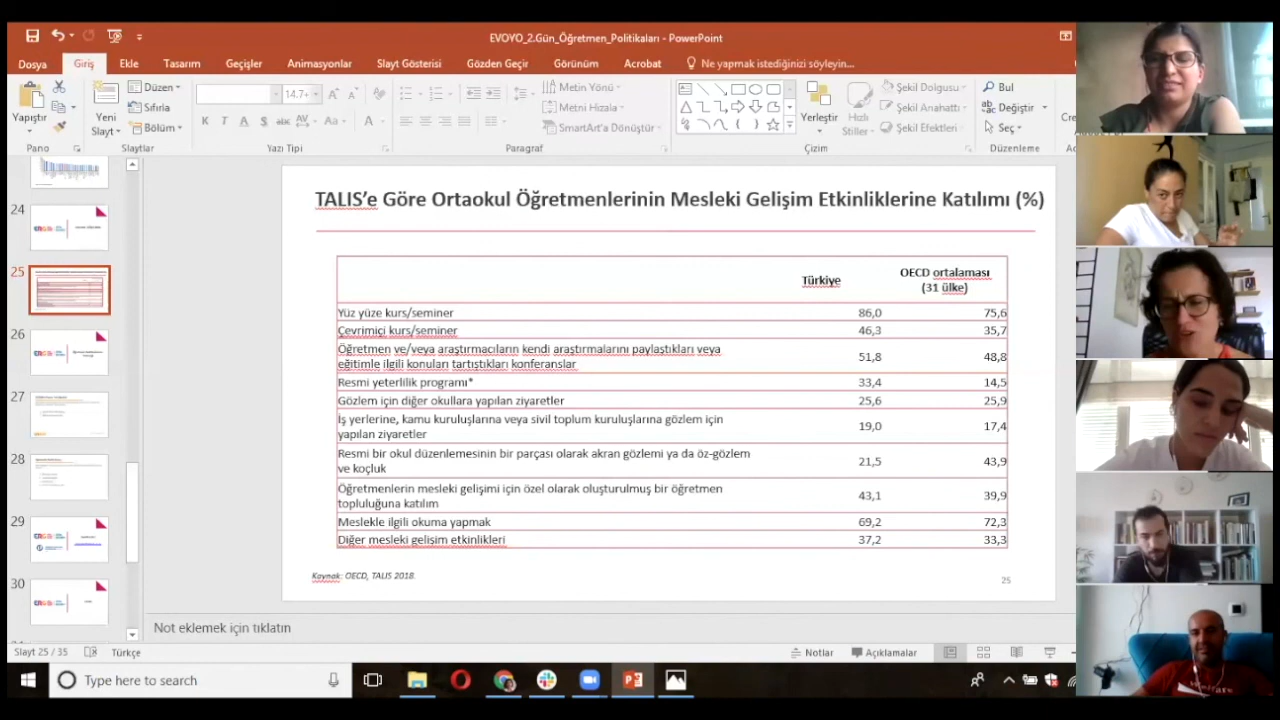 EVOYO_2.Gün_Öğretmen_Politikaları - PowerPoint
Dosya Giriş Ekle Tasarım Geçişler Animasyonlar Slayt Gösterisi Gözden Geçir Görünüm Acrobat Ne yapmak istediğinizi söyleyin...
Yapıştır
Yeni
Slayt
Düzen
Sıfırla
Bölüm
14.7+
K T A S abc AV Aa A
Metin Yönü
Metni Hizala
SmartArt'a Dönüştür
Yerleştir
Hızlı
Stiller
Şekil Dolgusu
Şekil Anahattı
Şekil Efektleri
Bul
Değiştir
Seç
Cre
Pano Slaytlar Yazı Tipi Paragraf Çizim Düzenleme
24
25
26
27
28
29
30
TALIS'e Göre Ortaokul Öğretmenlerinin Mesleki Gelişim Etkinliklerine Katılımı (%)
Türkiye OECD ortalaması
(31 ülke)
Yüz yüze kurs/seminer 86,0 75,6
Çevrimiçi kurs/seminer 46,3 35,7
Öğretmen ve/veya araştırmacıların kendi araştırmalarını paylaştıkları veya
eğitimle ilgili konuları tartıştıkları konferanslar 51,8 48,8
Resmi yeterlilik programı* 33,4 14,5
Gözlem için diğer okullara yapılan ziyaretler 25,6 25,9
İş yerlerine, kamu kuruluşlarına veya sivil toplum kuruluşlarına gözlem için
yapılan ziyaretler 19,0 17,4
Resmi bir okul düzenlemesinin bir parçası olarak akran gözlemi ya da öz-gözlem
ve koçluk 21,5 43,9
Öğretmenlerin mesleki gelişimi için özel olarak oluşturulmuş bir öğretmen
topluluğuna katılım 43,1 39,9
Meslekle ilgili okuma yapmak 69,2 72,3
Diğer mesleki gelişim etkinlikleri 37,2 33,3
Kaynak: OECD, TALIS 2018.
25
Not eklemek için tıklatın
Slayt 25 / 35 Türkçe Notlar Açıklamalar
Type here to search